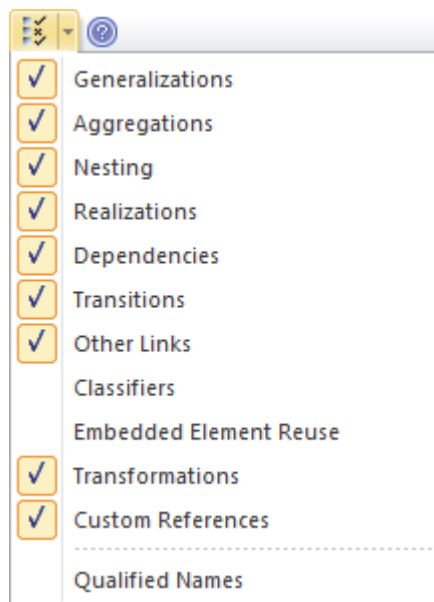 Generalizations
Aggregations
Nesting
Realizations
Dependencies
Transitions
Other Links
Classifiers
Embedded Element Reuse
Transformations
Custom References
Qualified Names